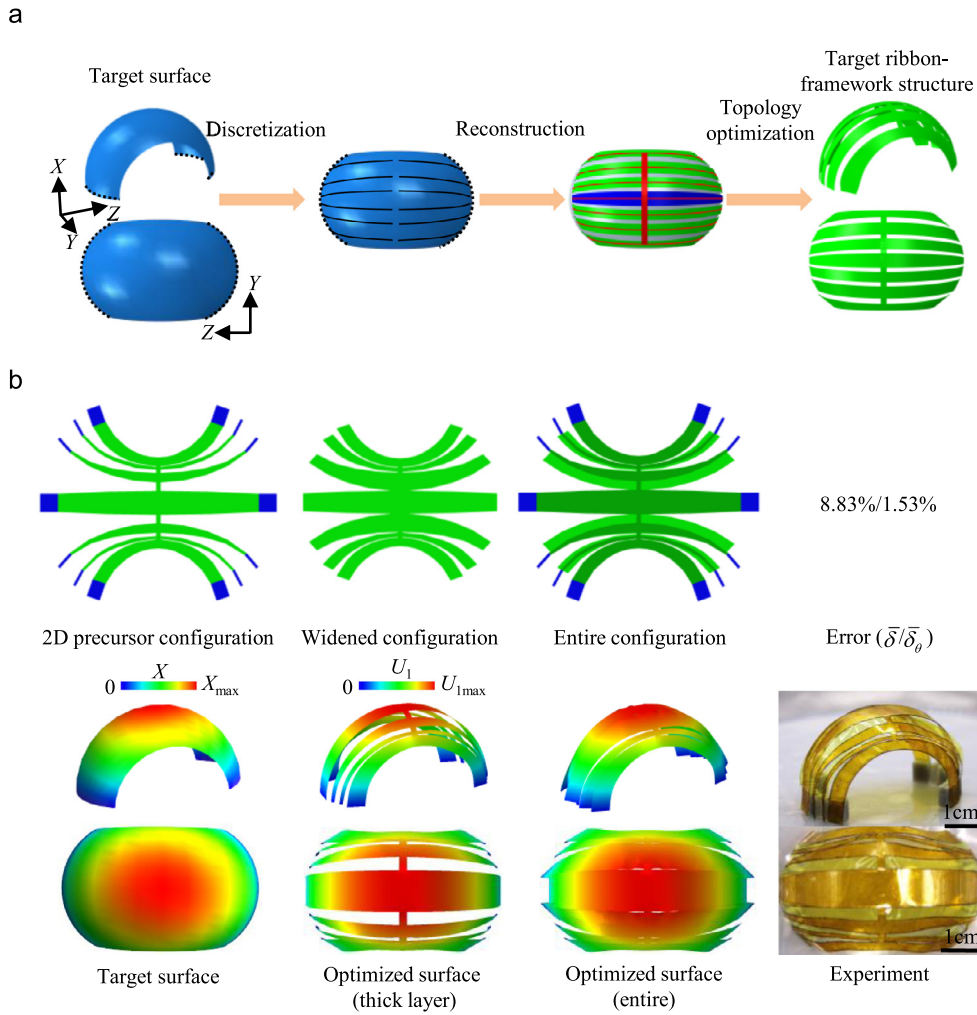 a
Target surface
Discretization
Reconstruction
Topology
optimization
Target ribbon-
framework structure
X
Z
Y
Y
Z
b
8.83%/1.53%
2D precursor configuration
Widened configuration
Entire configuration
Error (δ̅/δ̅θ)
0 X Xmax
0 U1 U1max
1cm
1cm
Target surface
Optimized surface
(thick layer)
Optimized surface
(entire)
Experiment